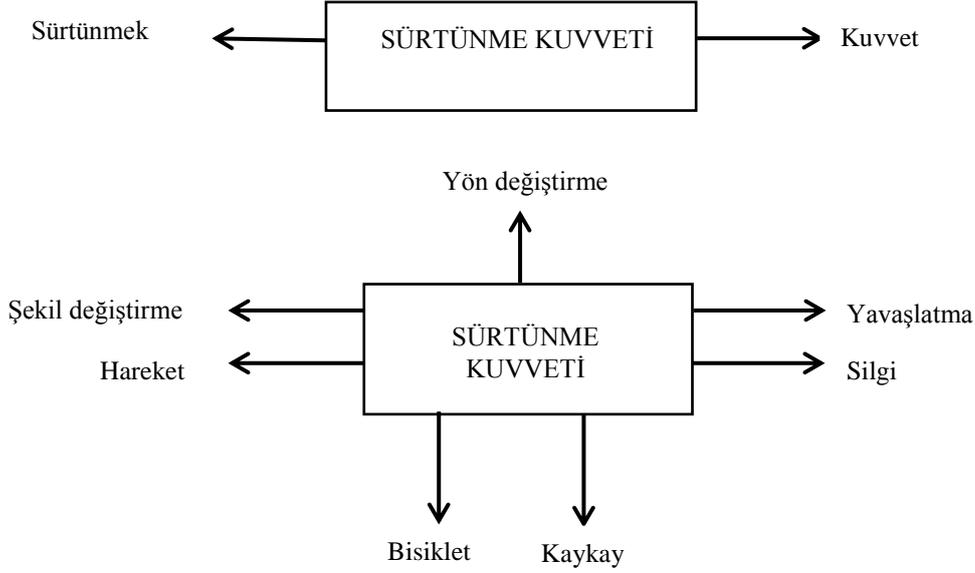 Sürtünmek
SÜRTÜNME KUVVETİ
Kuvvet
Yön değiştirme
Şekil değiştirme
Hareket
SÜRTÜNME
KUVVETİ
Yavaşlatma
Silgi
Bisiklet
Kaykay